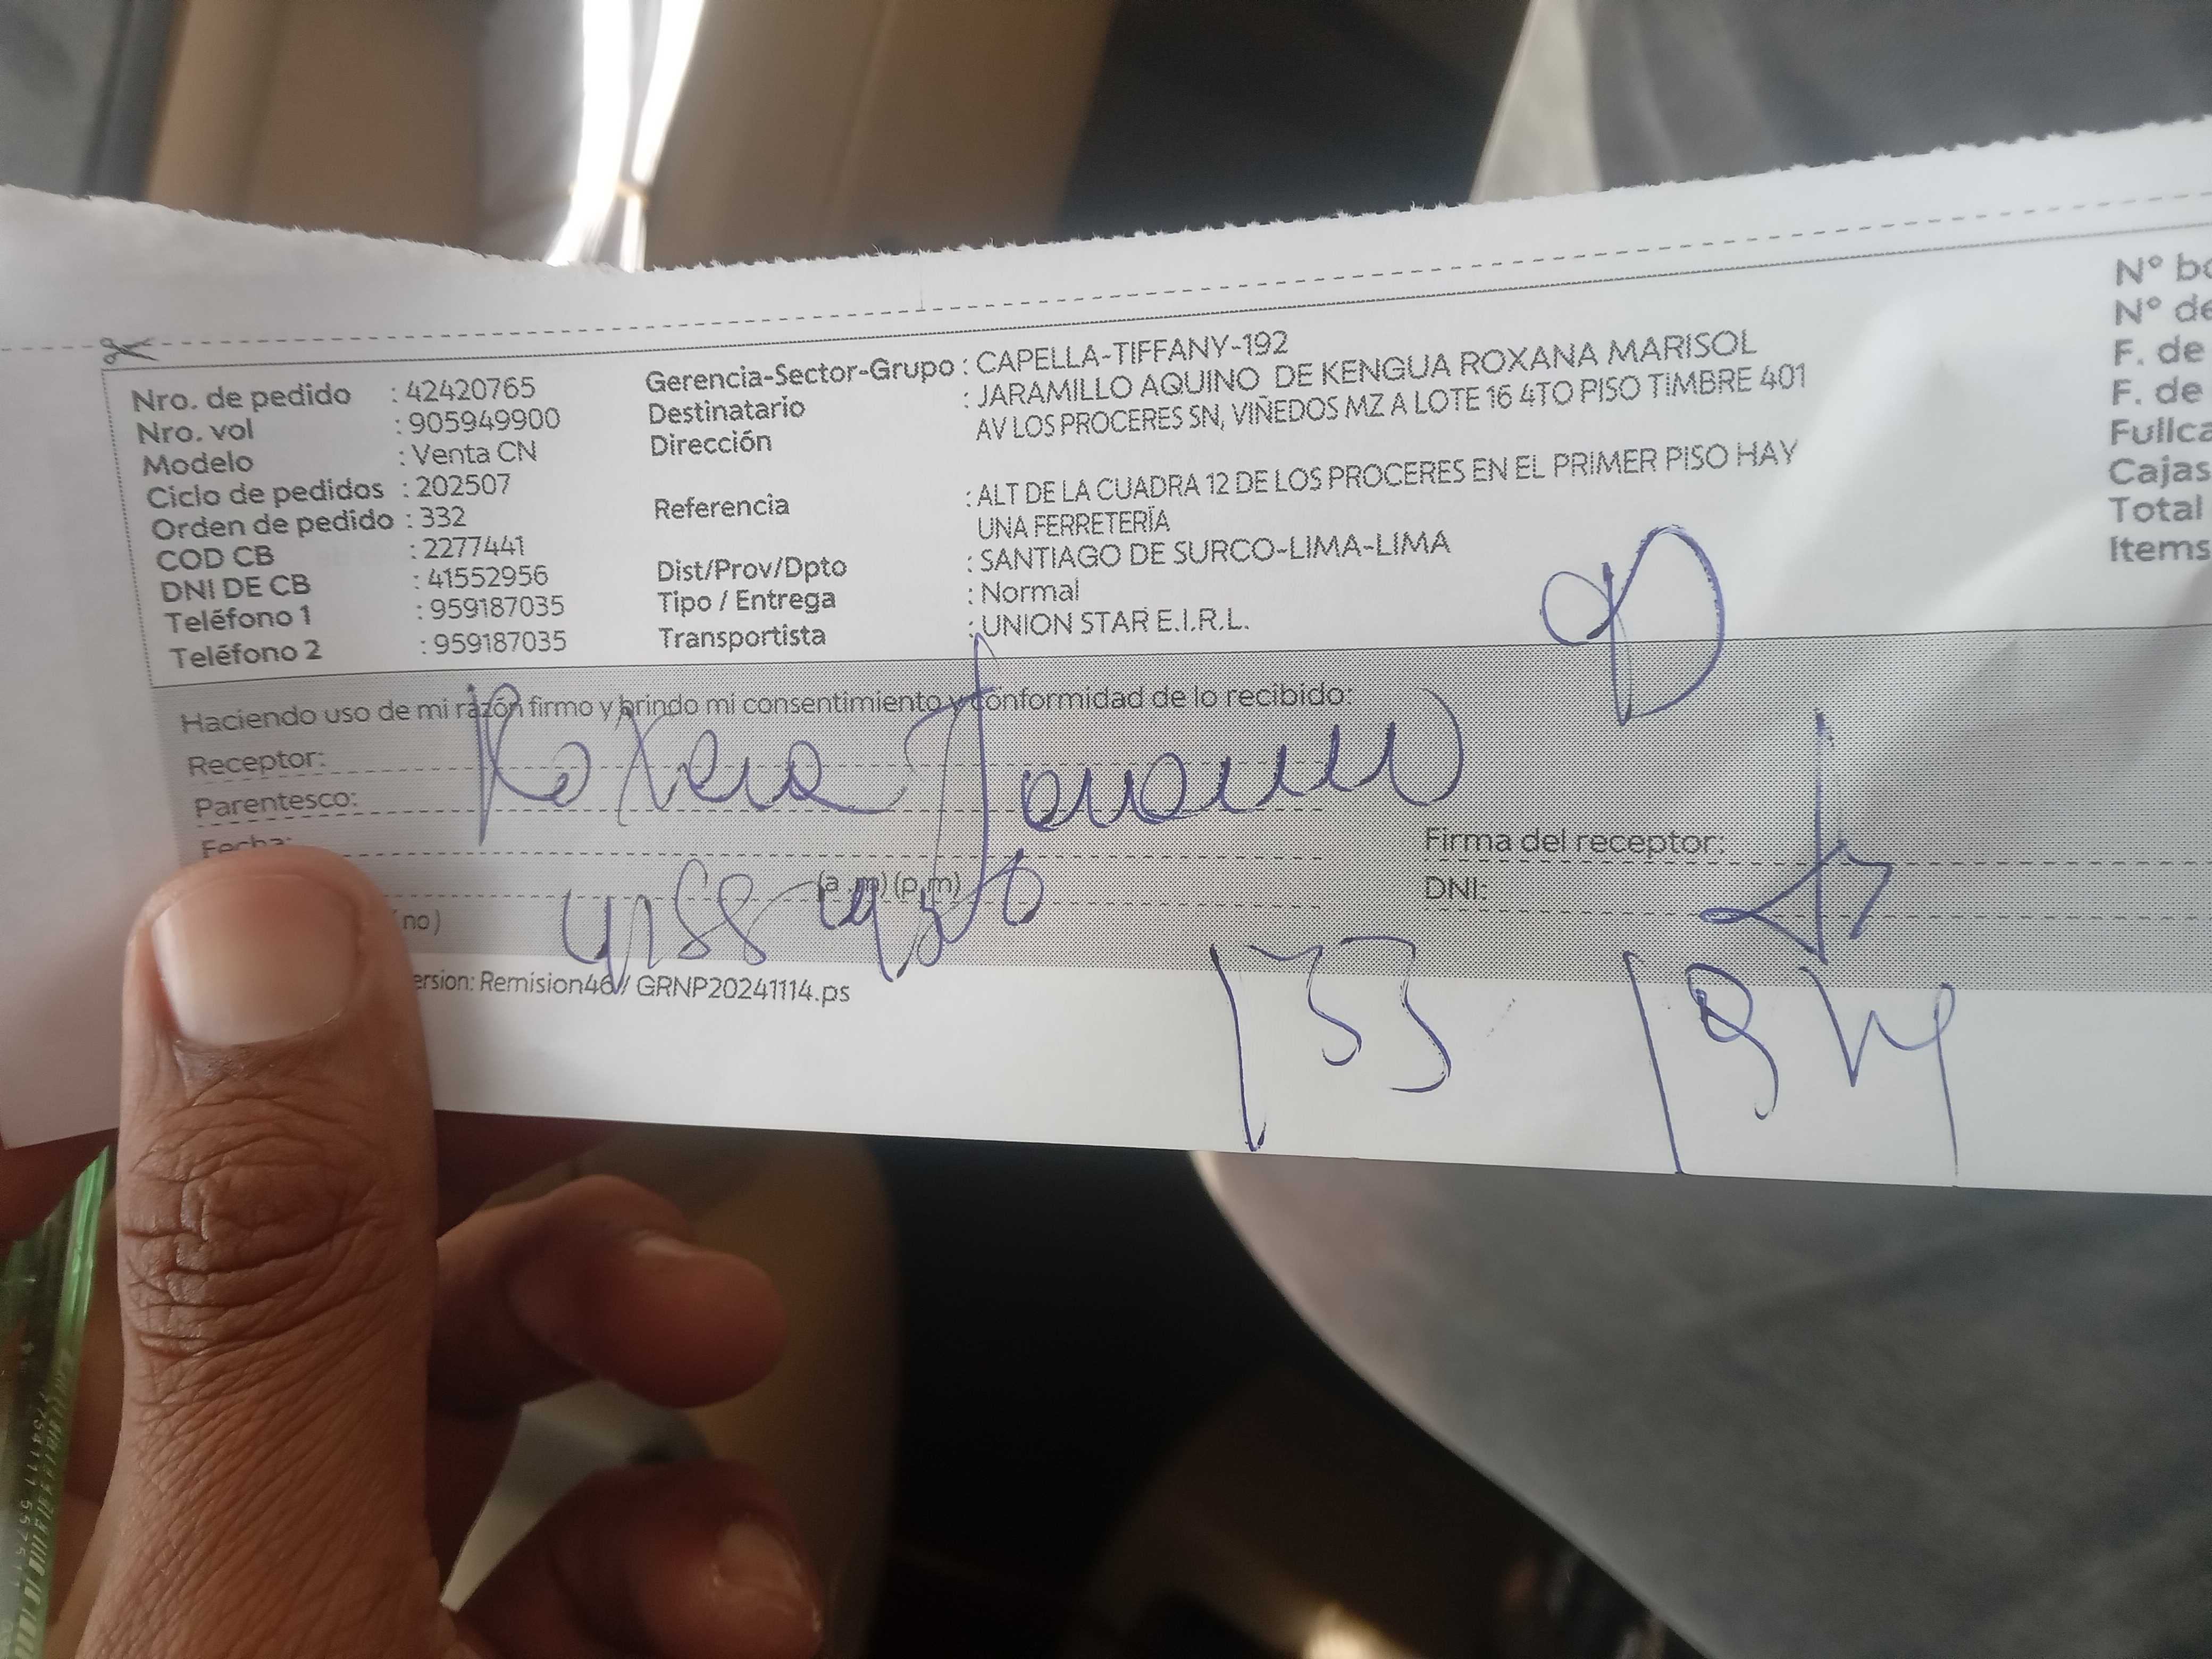 Nro. de pedido : 42420765
Nro. vol : 905949900
Modelo : Venta CN
Ciclo de pedidos : 202507
Orden de pedido : 332
COD CB : 2277441
DNI DE CB : 41552956
Teléfono 1 : 959187035
Teléfono 2 : 959187035
Gerencia-Sector-Grupo : CAPELLA-TIFFANY-192
Destinatario : JARAMILLO AQUINO DE KENGUA ROXANA MARISOL
Dirección AV LOS PROCERES SN, VIÑEDOS MZ A LOTE 16 4TO PISO TIMBRE 401
Referencia : ALT DE LA CUADRA 12 DE LOS PROCERES EN EL PRIMER PISO HAY
UNA FERRETERÏA
Dist/Prov/Dpto : SANTIAGO DE SURCO-LIMA-LIMA
Tipo / Entrega : Normal
Transportista : UNION STAR E.I.R.L.
Nº
Nº
F. de
F. de
Cajas
Total
Items
Haciendo uso de mi razón firmo y brindo mi consentimiento y conformidad de lo recibido:
Receptor:
Parentesco:
Fecha:
(a.m) (p.m)
no)
Firma del receptor:
DNI:
ersion: Remision46 / GRNP20241114.ps